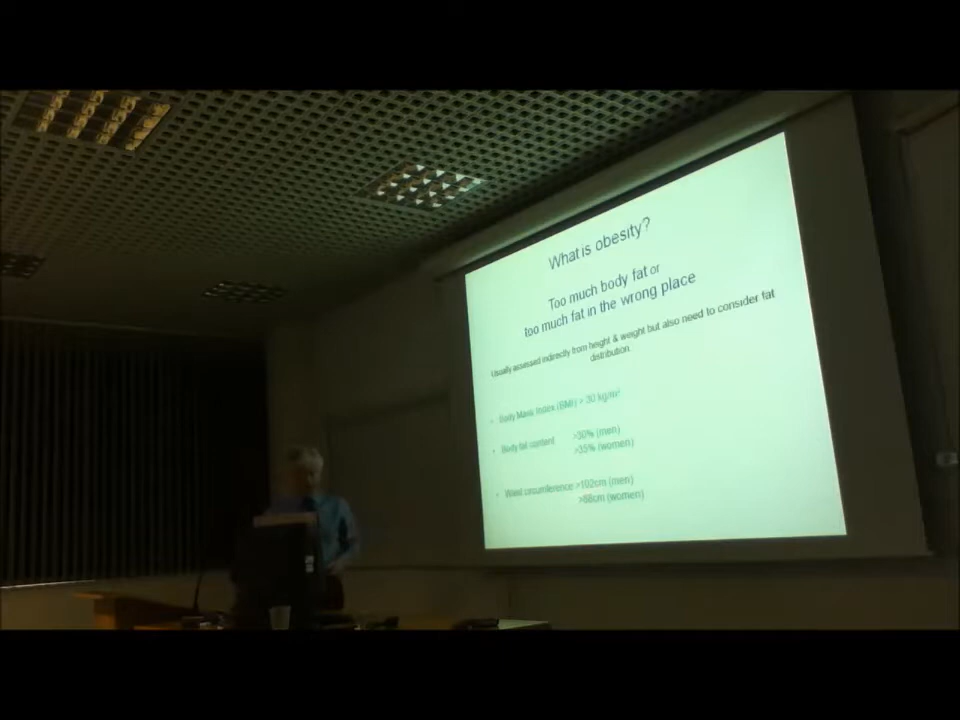 What is obesity?
Too much body fat or
too much fat in the wrong place
Usually assessed indirectly from height & weight but also need to consider fat
distribution
• Body Mass Index (BMI) > 30 kg/m²
• Body fat content >30% (men)
>35% (women)
• Waist circumference >102cm (men)
>88cm (women)